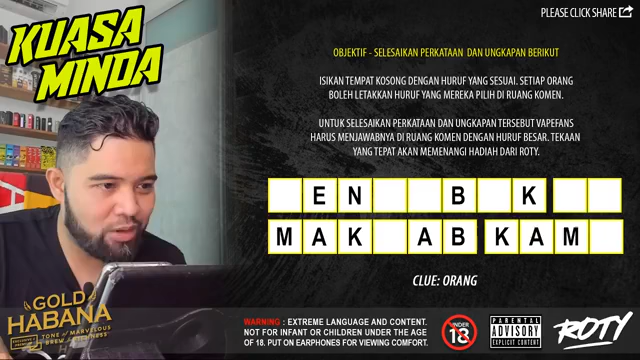 KUASA
MINDA
PLEASE CLICK SHARE
OBJEKTIF - SELESAIKAN PERKATAAN DAN UNGKAPAN BERIKUT
ISIKAN TEMPAT KOSONG DENGAN HURUF YANG SESUAI. SETIAP ORANG
BOLEH LETAKKAN HURUF YANG MEREKA PILIH DI RUANG KOMEN.
UNTUK SELESAIKAN PERKATAAN DAN UNGKAPAN TERSEBUT VAPEFANS
HARUS MENJAWABNYA DI RUANG KOMEN DENGAN HURUF BESAR. TEKAAN
YANG TEPAT AKAN MEMENANGI HADIAH DARI ROTY.
E N B K
M A K A B K A M
CLUE: ORANG
GOLD
HABANA
TONE of MARVELOUS
WARNING : EXTREME LANGUAGE AND CONTENT.
NOT FOR INFANT OR CHILDREN UNDER THE AGE
OF 18. PUT ON EARPHONES FOR VIEWING COMFORT.
UNDER
18
PARENTAL
ADVISORY
EXPLICIT CONTENT
ROTY